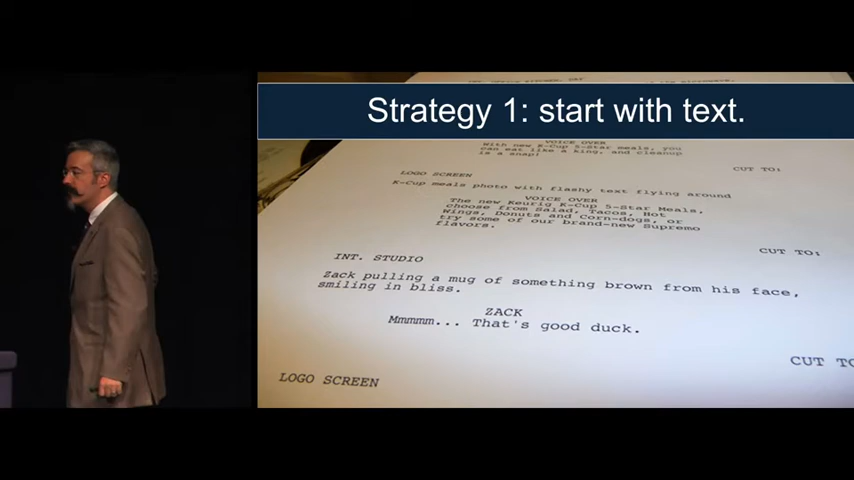 Strategy 1: start with text.
VOICE OVER
With new K-Cup 5-Star meals, you
can eat like a king, and cleanup
is a snap!
CUT TO:
LOGO SCREEN
K-Cup meals photo with flashy text flying around
VOICE OVER
The new Keurig K-Cup 5-Star Meals,
choose from Salad, Tacos, Hot
Wings, Donuts and Corn-dogs, or
try some of our brand-new Supremo
flavors.
CUT TO:
INT. STUDIO
Zack pulling a mug of something brown from his face,
smiling in bliss.
ZACK
Mmmmm... That's good duck.
CUT TO
LOGO SCREEN